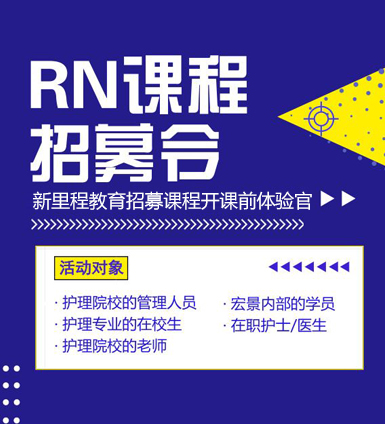 RN课程
招募令
新里程教育招募课程开课前体验官
活动对象
· 护理院校的管理人员
· 护理专业的在校生
· 护理院校的老师
· 宏景内部的学员
· 在职护士/医生